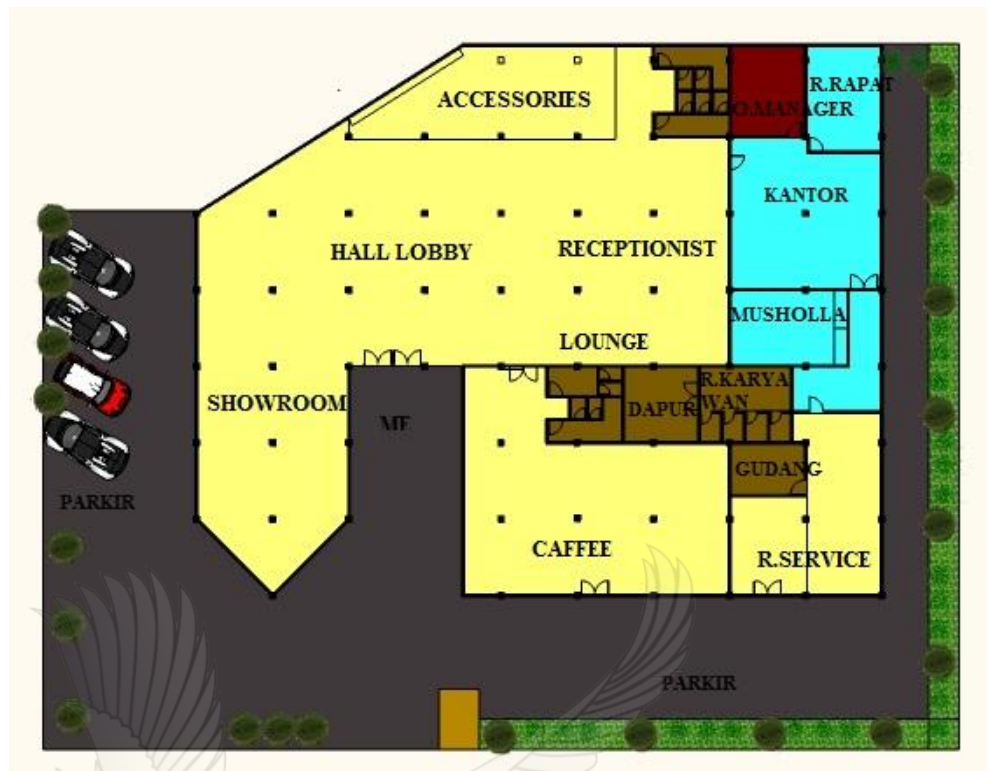 ACCESSORIES
R.RAPAT
O.MANAGER
KANTOR
HALL LOBBY
RECEPTIONIST
MUSHOLLA
LOUNGE
SHOWROOM
ME
DAPUR
R.KARYA
WAN
GUDANG
PARKIR
CAFFEE
R.SERVICE
PARKIR